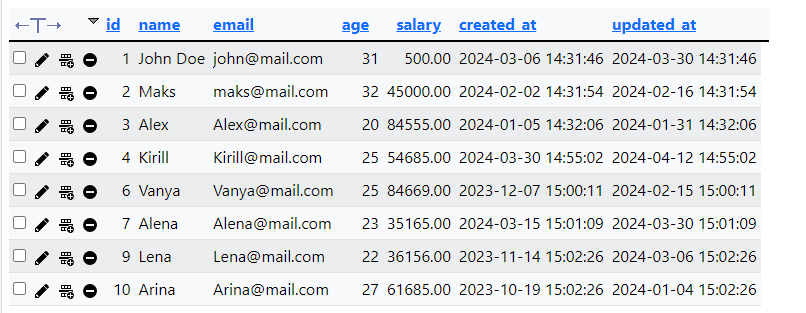 id name email age salary created_at updated_at
1 John Doe john@mail.com 31 500.00 2024-03-06 14:31:46 2024-03-30 14:31:46
2 Maks maks@mail.com 32 45000.00 2024-02-02 14:31:54 2024-02-16 14:31:54
3 Alex Alex@mail.com 20 84555.00 2024-01-05 14:32:06 2024-01-31 14:32:06
4 Kirill Kirill@mail.com 25 54685.00 2024-03-30 14:55:02 2024-04-12 14:55:02
6 Vanya Vanya@mail.com 25 84669.00 2023-12-07 15:00:11 2024-02-15 15:00:11
7 Alena Alena@mail.com 23 35165.00 2024-03-15 15:01:09 2024-03-30 15:01:09
9 Lena Lena@mail.com 22 36156.00 2023-11-14 15:02:26 2024-03-06 15:02:26
10 Arina Arina@mail.com 27 61685.00 2023-10-19 15:02:26 2024-01-04 15:02:26